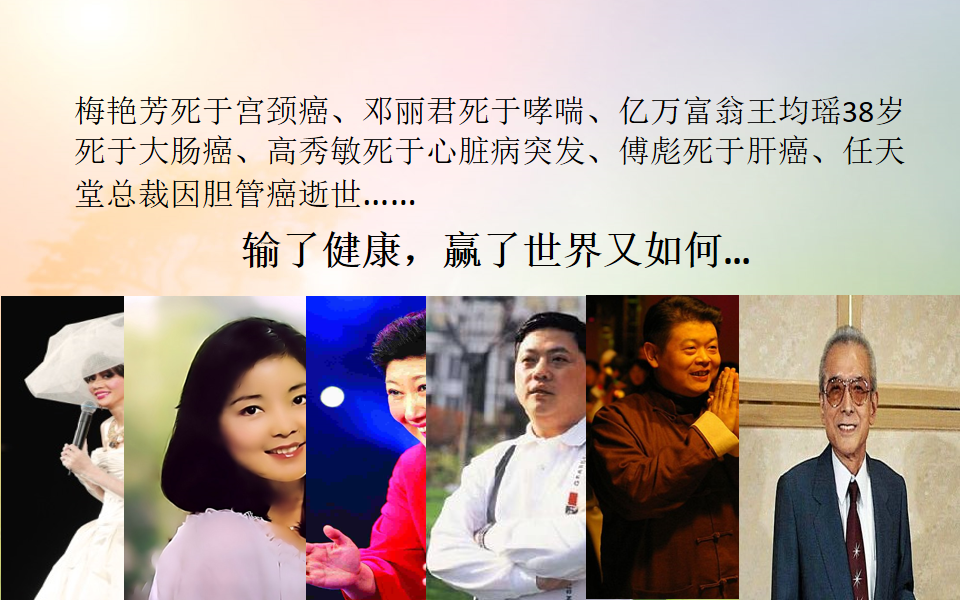 梅艳芳死于宫颈癌、邓丽君死于哮喘、亿万富翁王均瑶38岁
死于大肠癌、高秀敏死于心脏病突发、傅彪死于肝癌、任天
堂总裁因胆管癌逝世......
输了健康，赢了世界又如何...